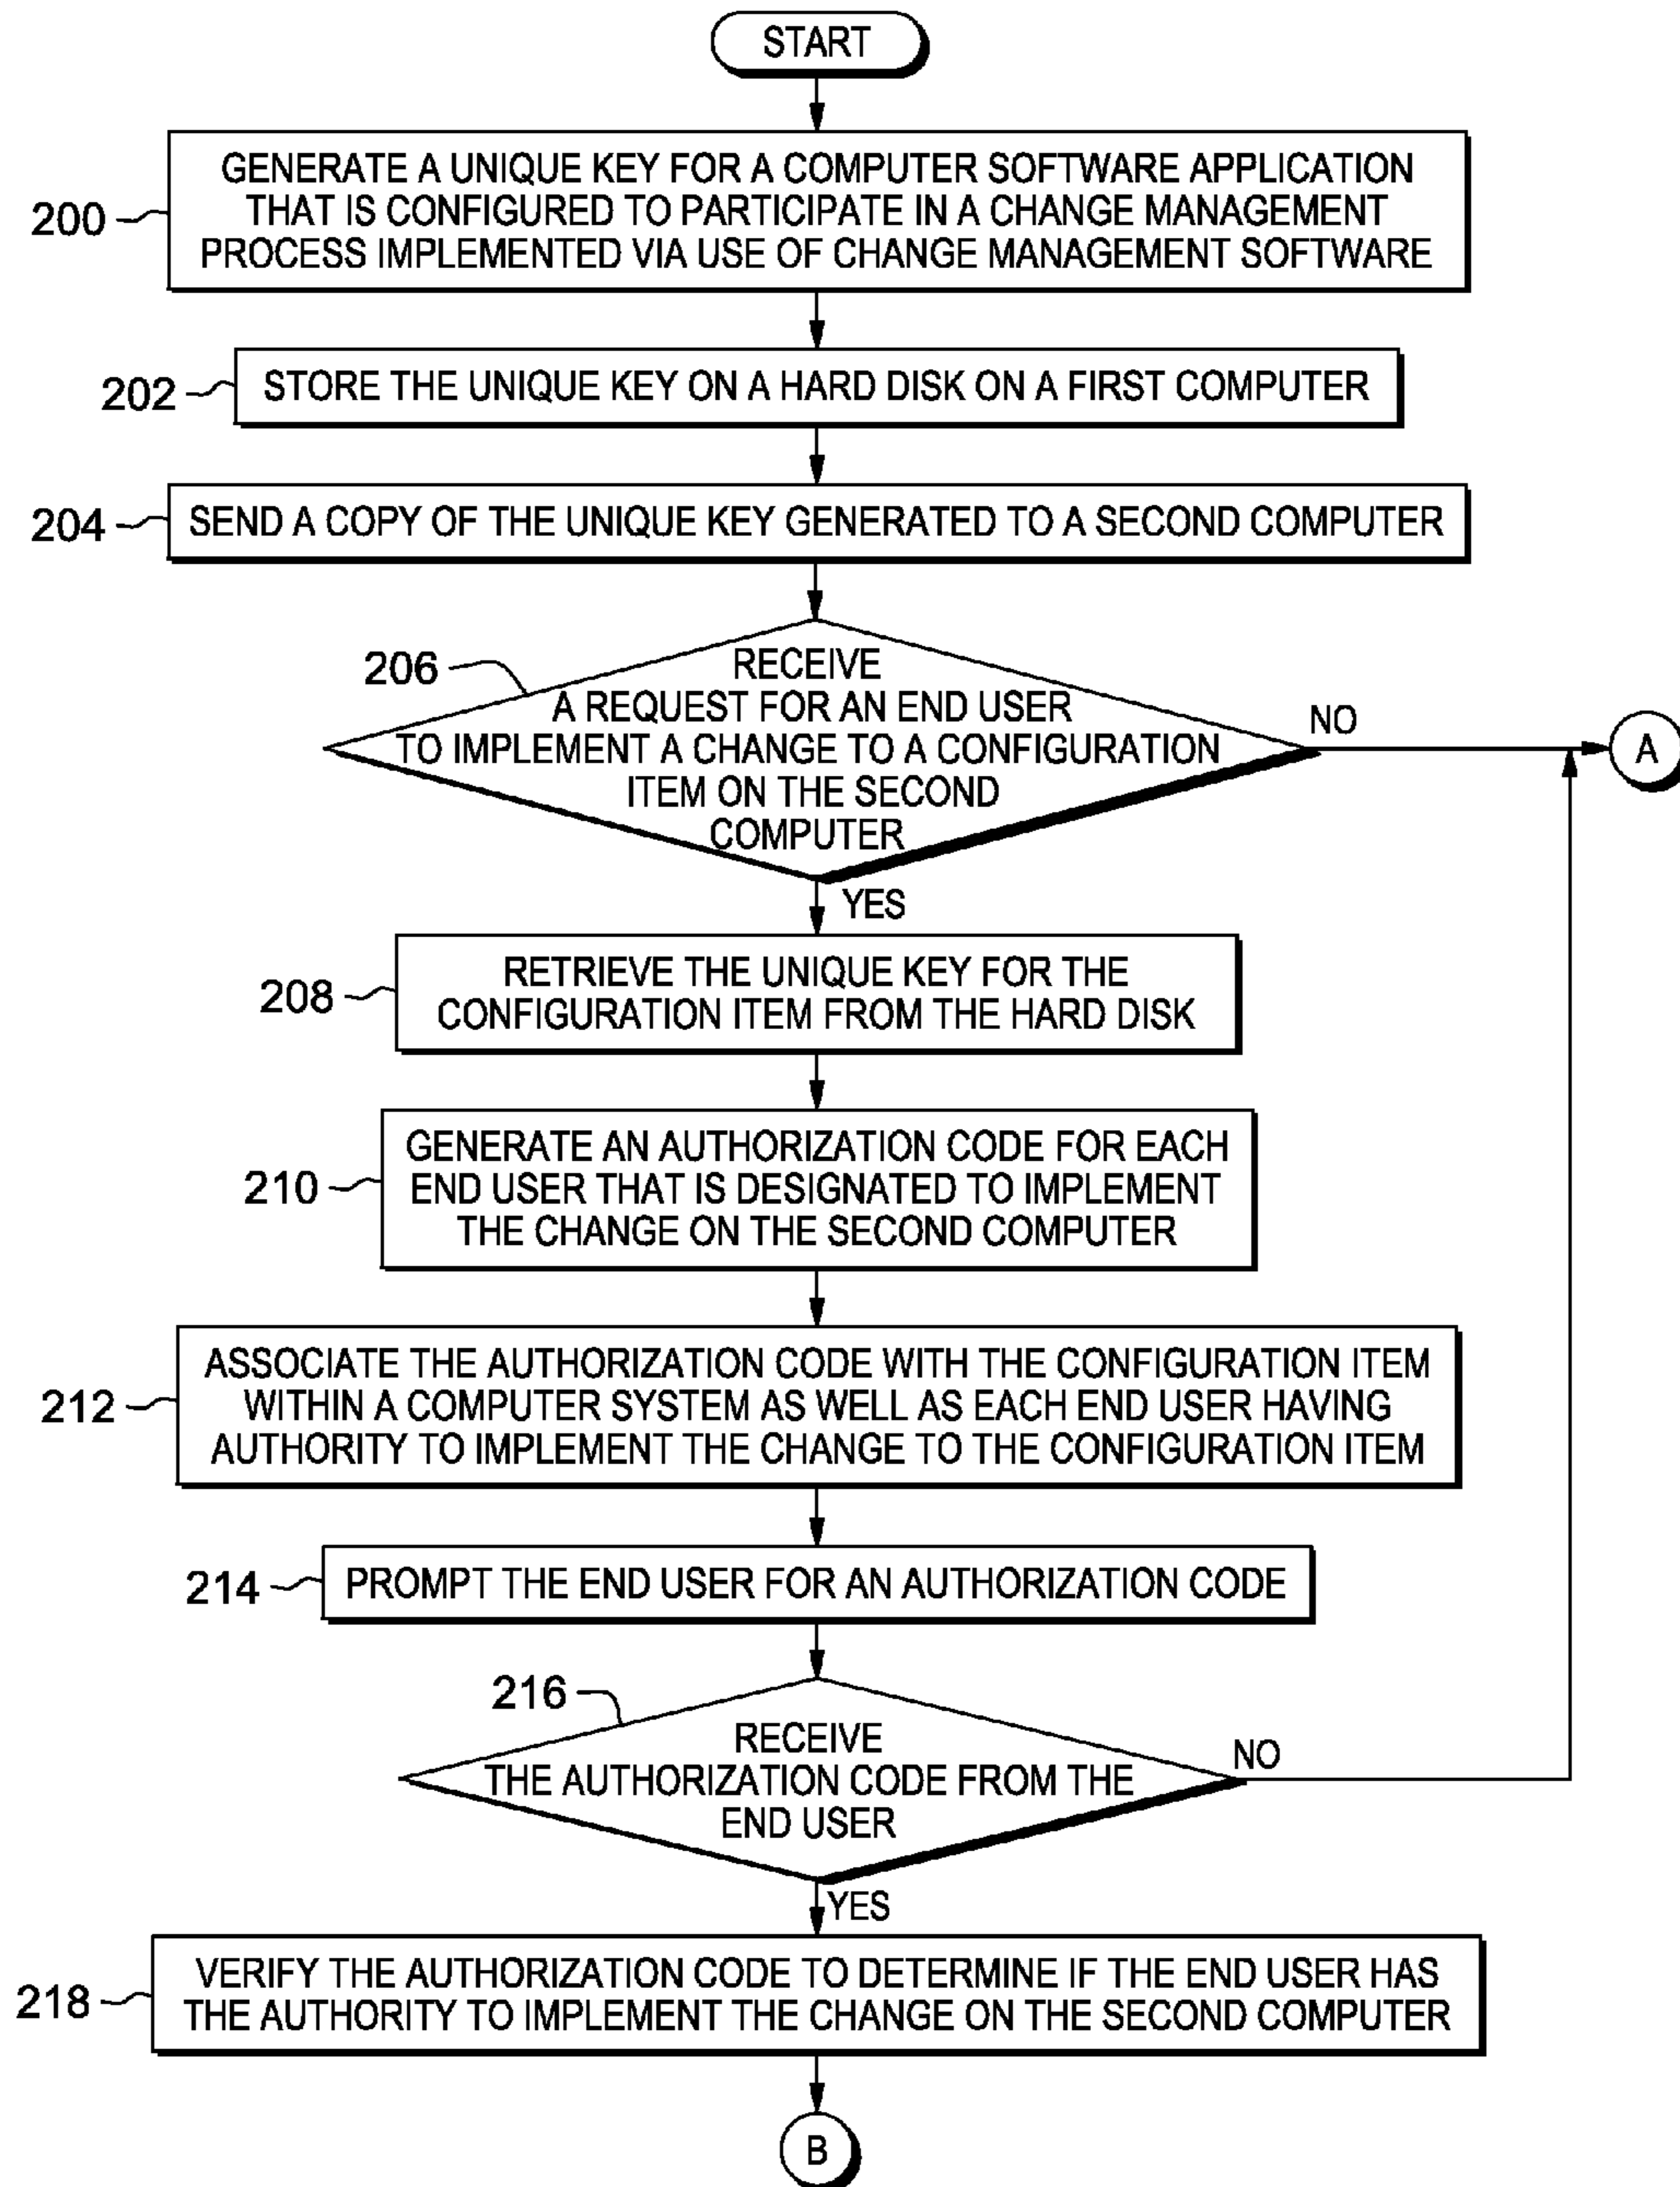 START
200
GENERATE A UNIQUE KEY FOR A COMPUTER SOFTWARE APPLICATION
THAT IS CONFIGURED TO PARTICIPATE IN A CHANGE MANAGEMENT
PROCESS IMPLEMENTED VIA USE OF CHANGE MANAGEMENT SOFTWARE
202
STORE THE UNIQUE KEY ON A HARD DISK ON A FIRST COMPUTER
204
SEND A COPY OF THE UNIQUE KEY GENERATED TO A SECOND COMPUTER
206
RECEIVE
A REQUEST FOR AN END USER
TO IMPLEMENT A CHANGE TO A CONFIGURATION
ITEM ON THE SECOND
COMPUTER
NO
A
YES
208
RETRIEVE THE UNIQUE KEY FOR THE
CONFIGURATION ITEM FROM THE HARD DISK
210
GENERATE AN AUTHORIZATION CODE FOR EACH
END USER THAT IS DESIGNATED TO IMPLEMENT
THE CHANGE ON THE SECOND COMPUTER
212
ASSOCIATE THE AUTHORIZATION CODE WITH THE CONFIGURATION ITEM
WITHIN A COMPUTER SYSTEM AS WELL AS EACH END USER HAVING
AUTHORITY TO IMPLEMENT THE CHANGE TO THE CONFIGURATION ITEM
214
PROMPT THE END USER FOR AN AUTHORIZATION CODE
216
RECEIVE
THE AUTHORIZATION CODE FROM THE
END USER
NO
YES
218
VERIFY THE AUTHORIZATION CODE TO DETERMINE IF THE END USER HAS
THE AUTHORITY TO IMPLEMENT THE CHANGE ON THE SECOND COMPUTER
B